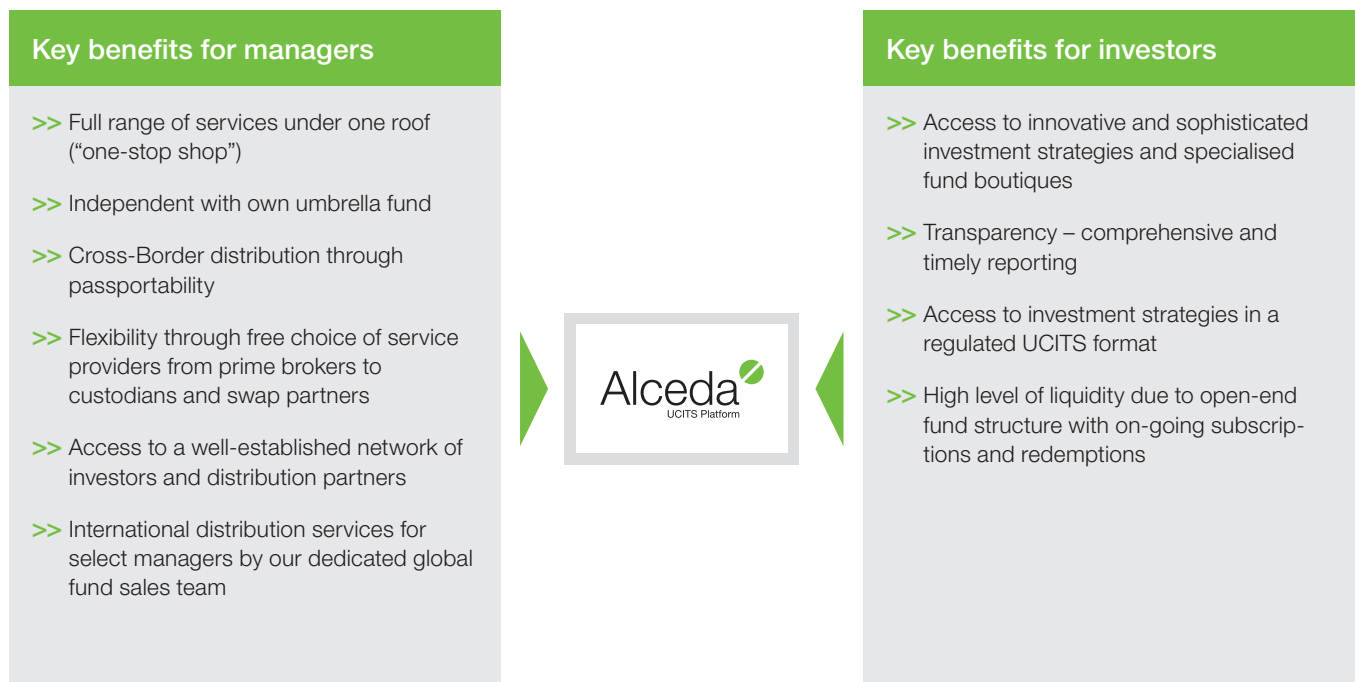 Key benefits for managers
>> Full range of services under one roof
(“one-stop shop”)
>> Independent with own umbrella fund
>> Cross-Border distribution through
passportability
>> Flexibility through free choice of service
providers from prime brokers to
custodians and swap partners
>> Access to a well-established network of
investors and distribution partners
>> International distribution services for
select managers by our dedicated global
fund sales team
Alceda
UCITS Platform
Key benefits for investors
>> Access to innovative and sophisticated
investment strategies and specialised
fund boutiques
>> Transparency – comprehensive and
timely reporting
>> Access to investment strategies in a
regulated UCITS format
>> High level of liquidity due to open-end
fund structure with on-going subscrip-
tions and redemptions